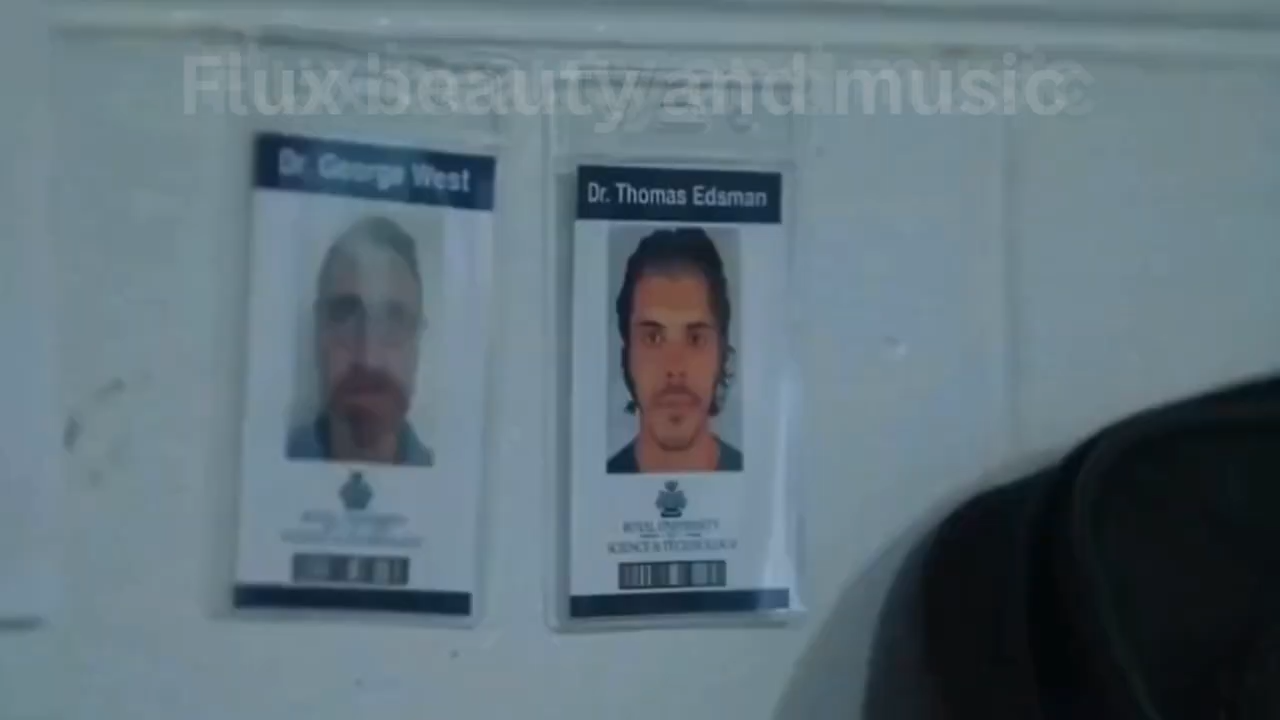 Flux beauty and music
Dr. George West
Dr. Thomas Edsman
ROYAL UNIVERSITY
SCIENCE & TECHNOLOGY